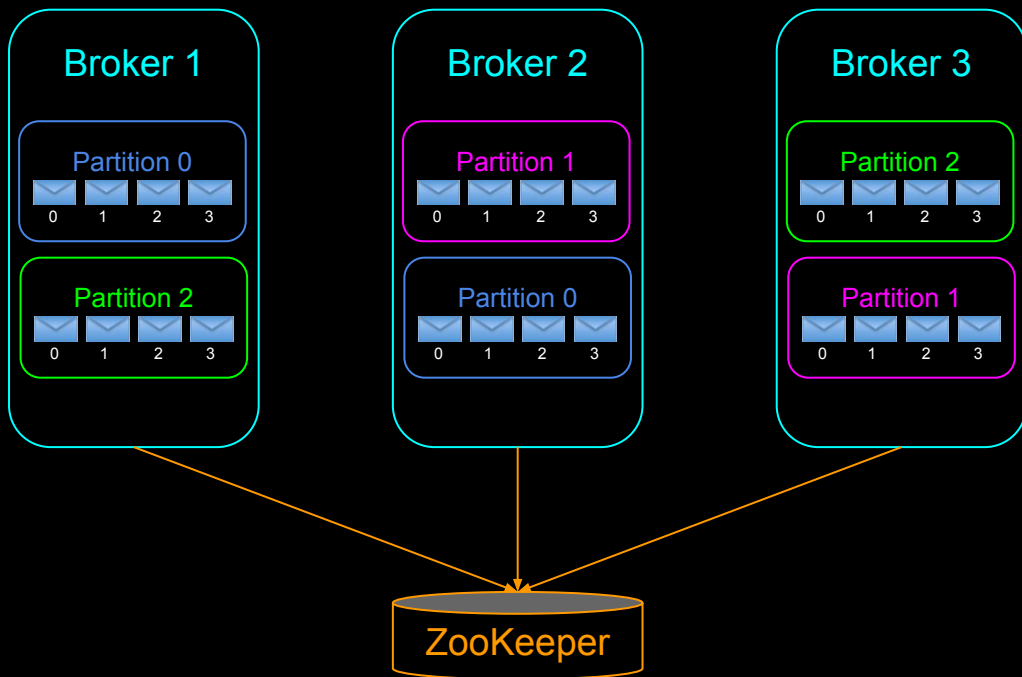 Broker 1
Partition 0
0 1 2 3
Partition 2
0 1 2 3
Broker 2
Partition 1
0 1 2 3
Partition 0
0 1 2 3
Broker 3
Partition 2
0 1 2 3
Partition 1
0 1 2 3
ZooKeeper